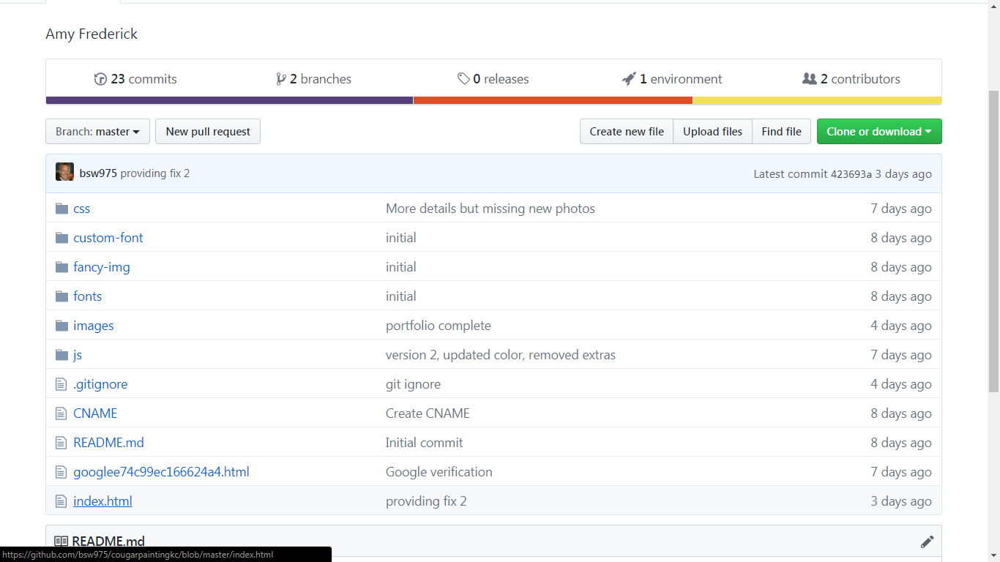 Amy Frederick
23 commits 2 branches 0 releases 1 environment 2 contributors
Branch: master New pull request Create new file Upload files Find file Clone or download
bsw975 providing fix 2 Latest commit 423693a 3 days ago
css More details but missing new photos 7 days ago
custom-font initial 8 days ago
fancy-img initial 8 days ago
fonts initial 8 days ago
images portfolio complete 4 days ago
js version 2, updated color, removed extras 7 days ago
.gitignore git ignore 4 days ago
CNAME Create CNAME 8 days ago
README.md Initial commit 8 days ago
googlee74c99ec166624a4.html Google verification 7 days ago
index.html providing fix 2 3 days ago
README.md
https://github.com/bsw975/cougarpaintingkc/blob/master/index.html